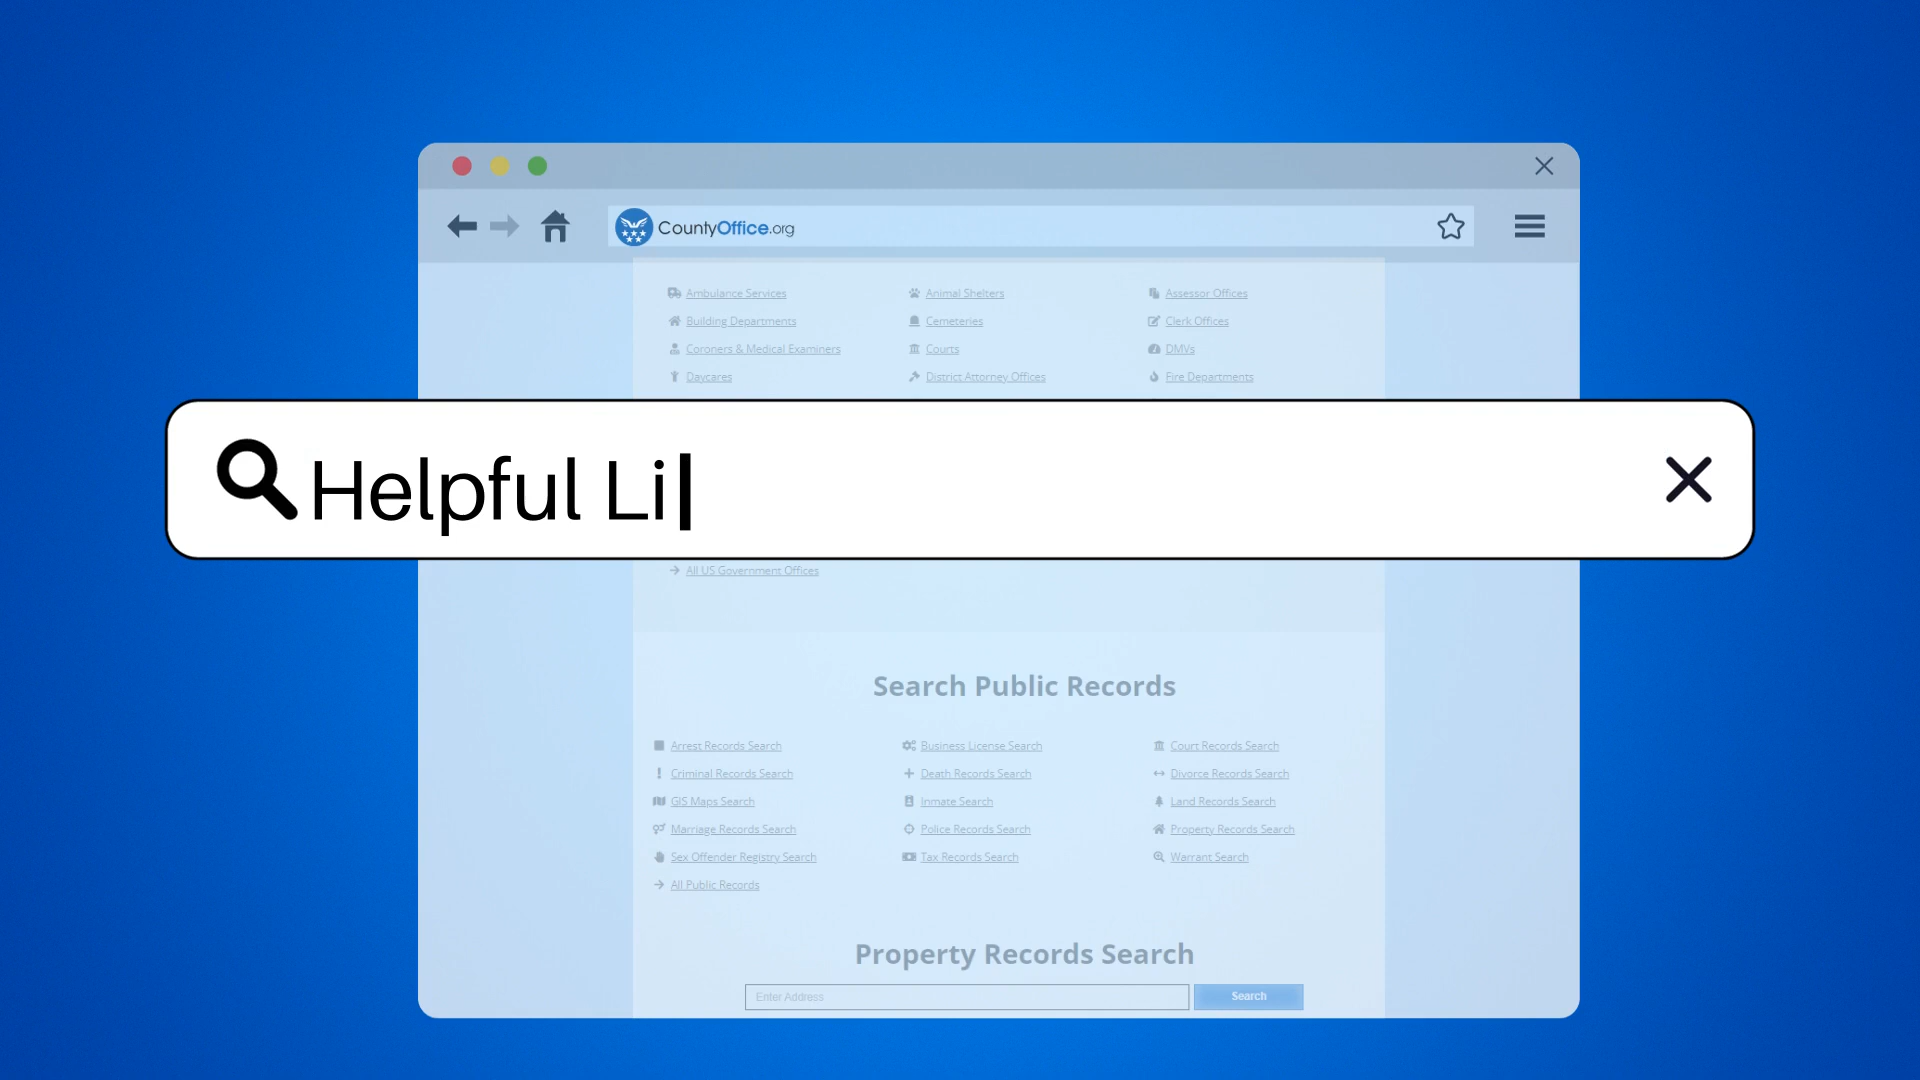 CountyOffice.org
Ambulance Services Animal Shelters Assessor Offices
Building Departments Cemeteries Clerk Offices
Coroners & Medical Examiners Courts DMVs
Daycares District Attorney Offices Fire Departments
Helpful Li
All US Government Offices
Search Public Records
Arrest Records Search Business License Search Court Records Search
Criminal Records Search Death Records Search Divorce Records Search
GIS Maps Search Inmate Search Land Records Search
Marriage Records Search Police Records Search Property Records Search
Sex Offender Registry Search Tax Records Search Warrant Search
All Public Records
Property Records Search
Enter Address Search